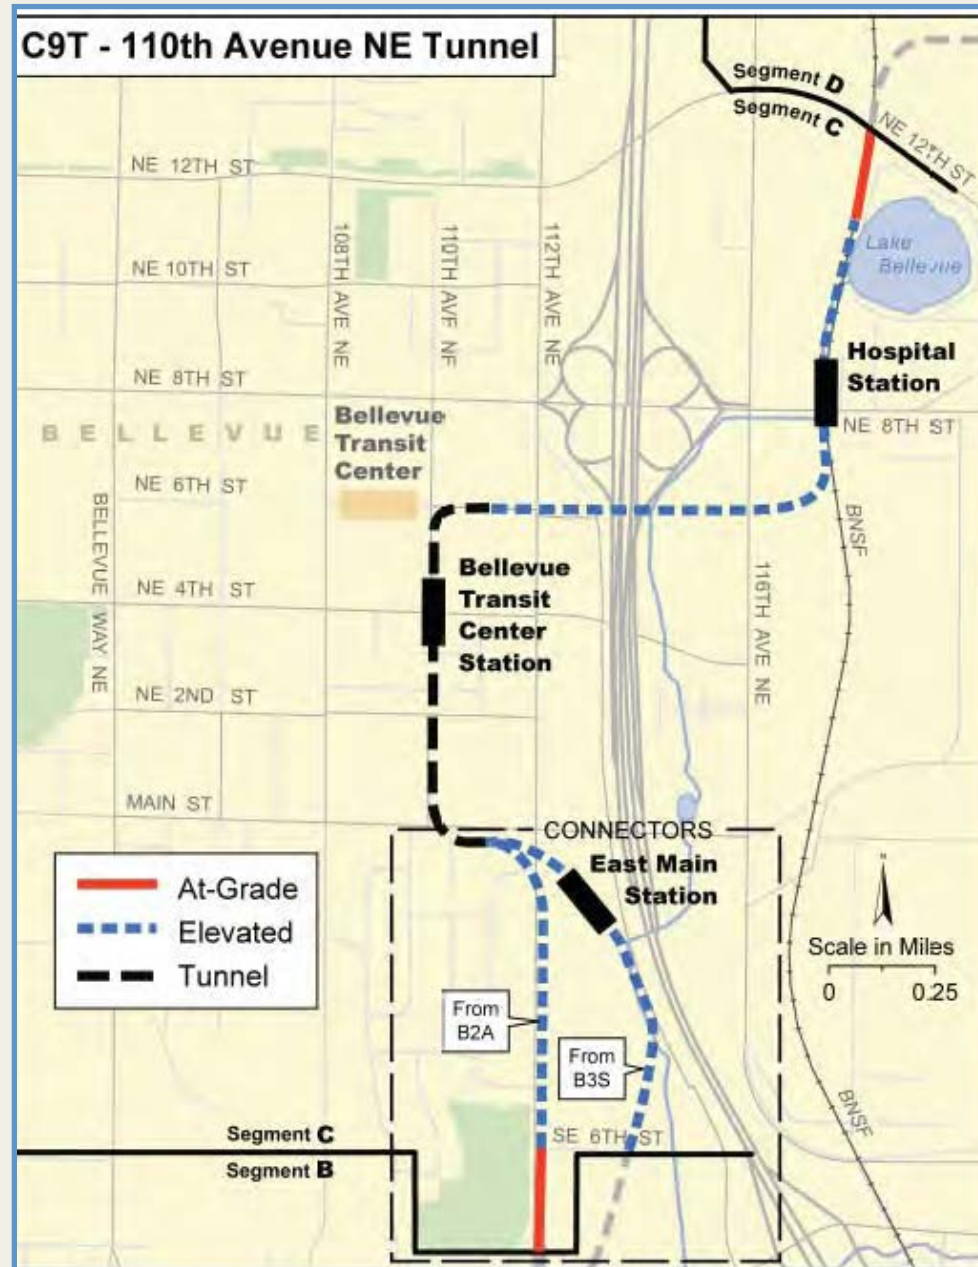 C9T - 110th Avenue NE Tunnel
Segment D
Segment C
NE 12TH ST
NE 12TH ST
Lake
Bellevue
108TH AVE NE
110TH AVE NE
112TH AVE NE
NE 10TH ST
Hospital
Station
NE 8TH ST
NE 8TH ST
BELLEVUE
Bellevue
Transit
Center
NE 6TH ST
BELLEVUE WAY NE
BNSF
Bellevue
Transit
Center
Station
NE 4TH ST
116TH AVE NE
NE 2ND ST
MAIN ST
CONNECTORS
East Main
Station
At-Grade
Elevated
Tunnel
N
Scale in Miles
0 0.25
From
B2A
From
B3S
BNSF
Segment C
Segment B
SE 6TH ST